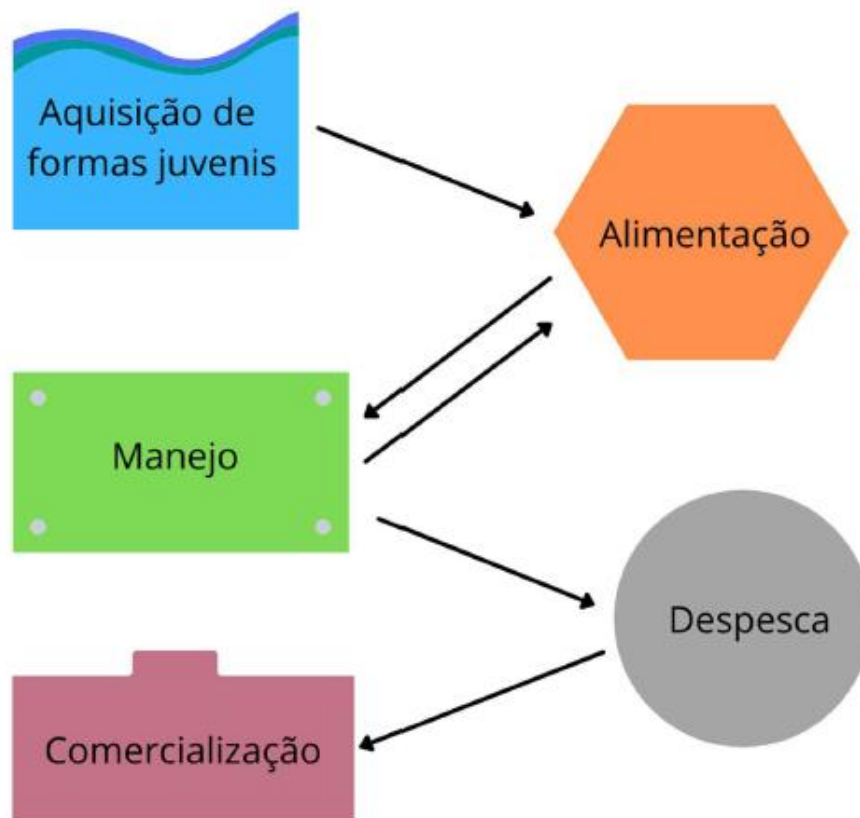 Aquisição de
formas juvenis
Alimentação
Manejo
Despesca
Comercialização